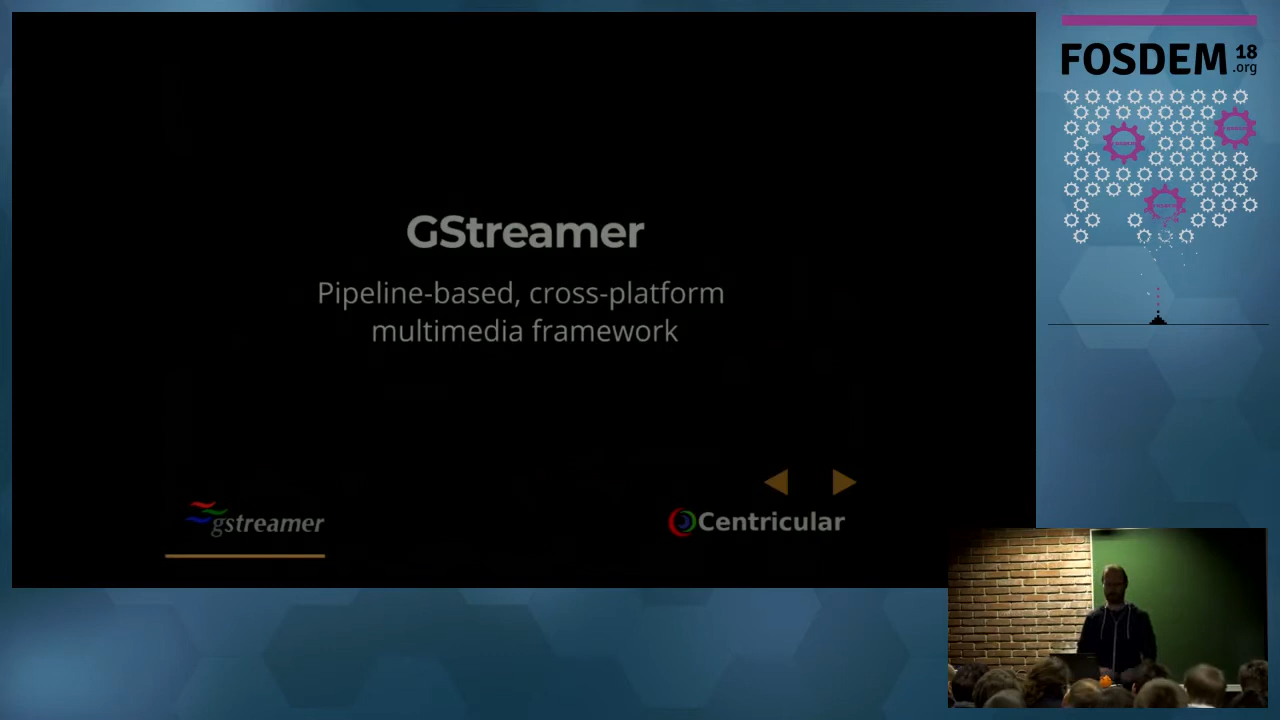 GStreamer
Pipeline-based, cross-platform
multimedia framework
gstreamer
Centricular
FOSDEM 18
.org